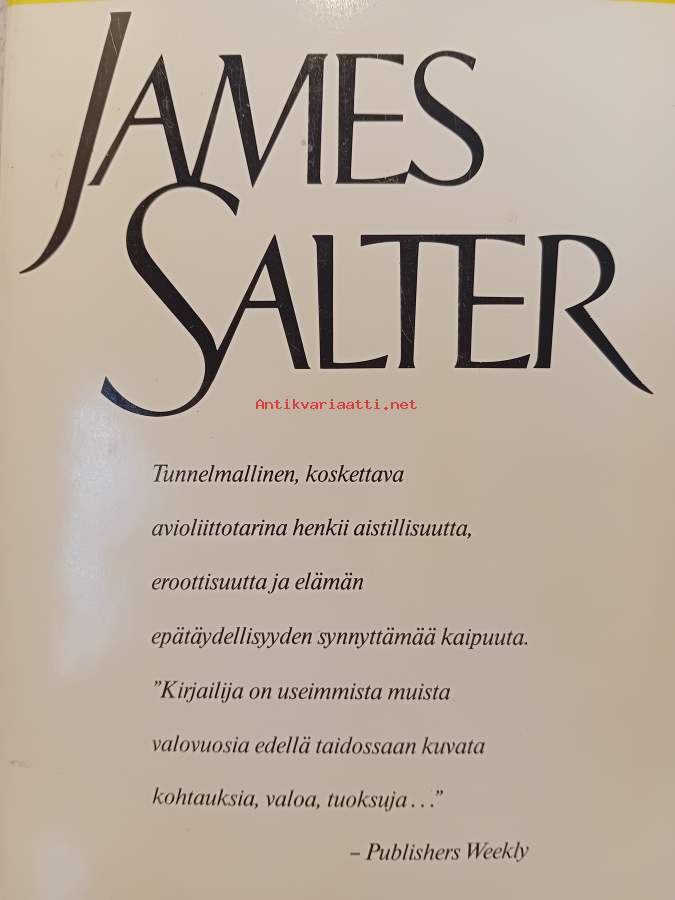 JAMES
SALTER
Antikvariaatti.net
Tunnelmallinen, koskettava
avioliittotarina henkii aistillisuutta,
eroottisuutta ja elämän
epätäydellisyyden synnyttämää kaipuuta.
”Kirjailija on useimmista muista
valovuosia edellä taidossaan kuvata
kohtauksia, valoa, tuoksuja . . .”
– Publishers Weekly